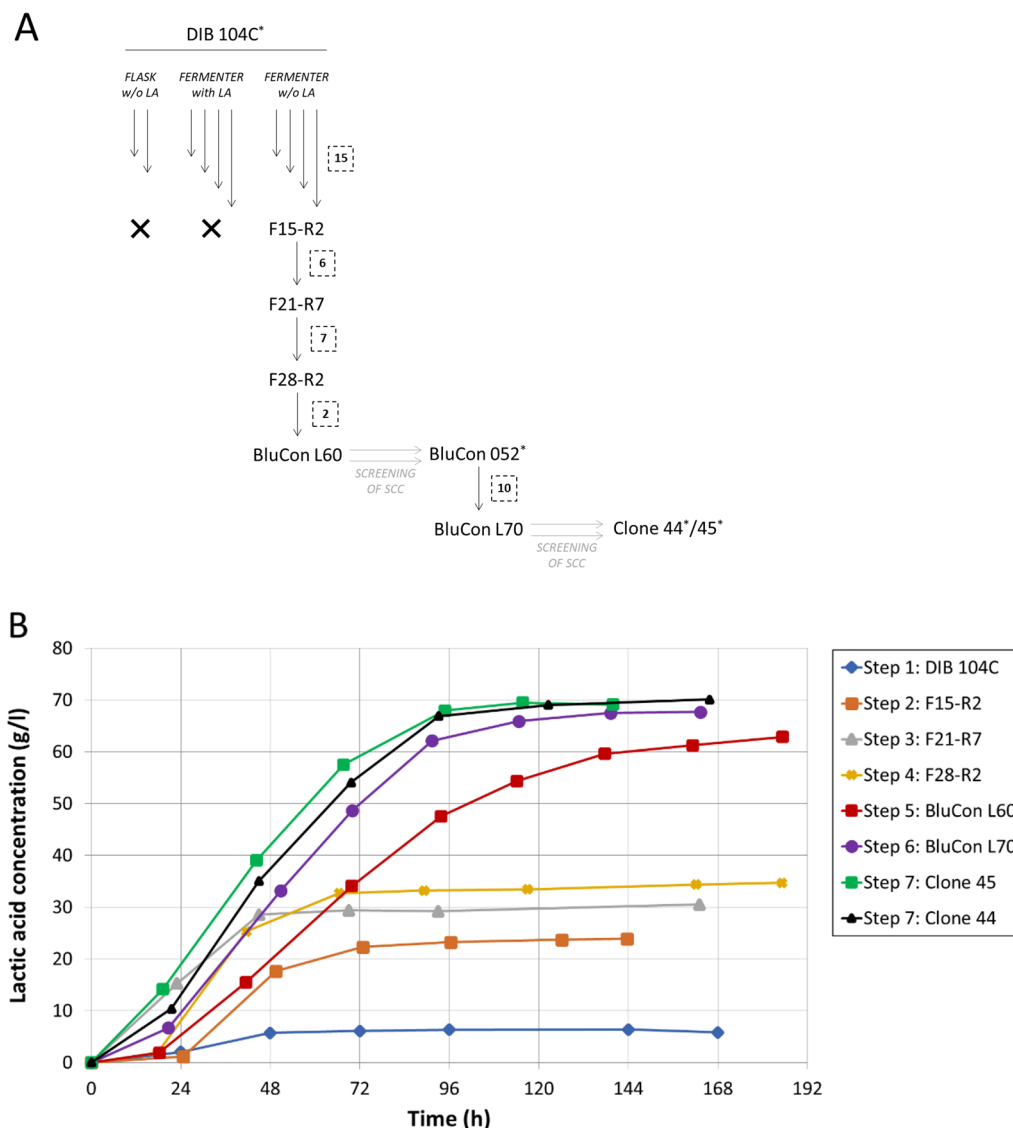 A
DIB 104C*
FLASK w/o LA
FERMENTER with LA
FERMENTER w/o LA
15
F15-R2
6
F21-R7
7
F28-R2
2
BluCon L60
SCREENING OF SCC
BluCon 052*
10
BluCon L70
SCREENING OF SCC
Clone 44*/45*
B
Lactic acid concentration (g/l)
80
70
60
50
40
30
20
10
0
0 24 48 72 96 120 144 168 192
Time (h)
Step 1: DIB 104C
Step 2: F15-R2
Step 3: F21-R7
Step 4: F28-R2
Step 5: BluCon L60
Step 6: BluCon L70
Step 7: Clone 45
Step 7: Clone 44